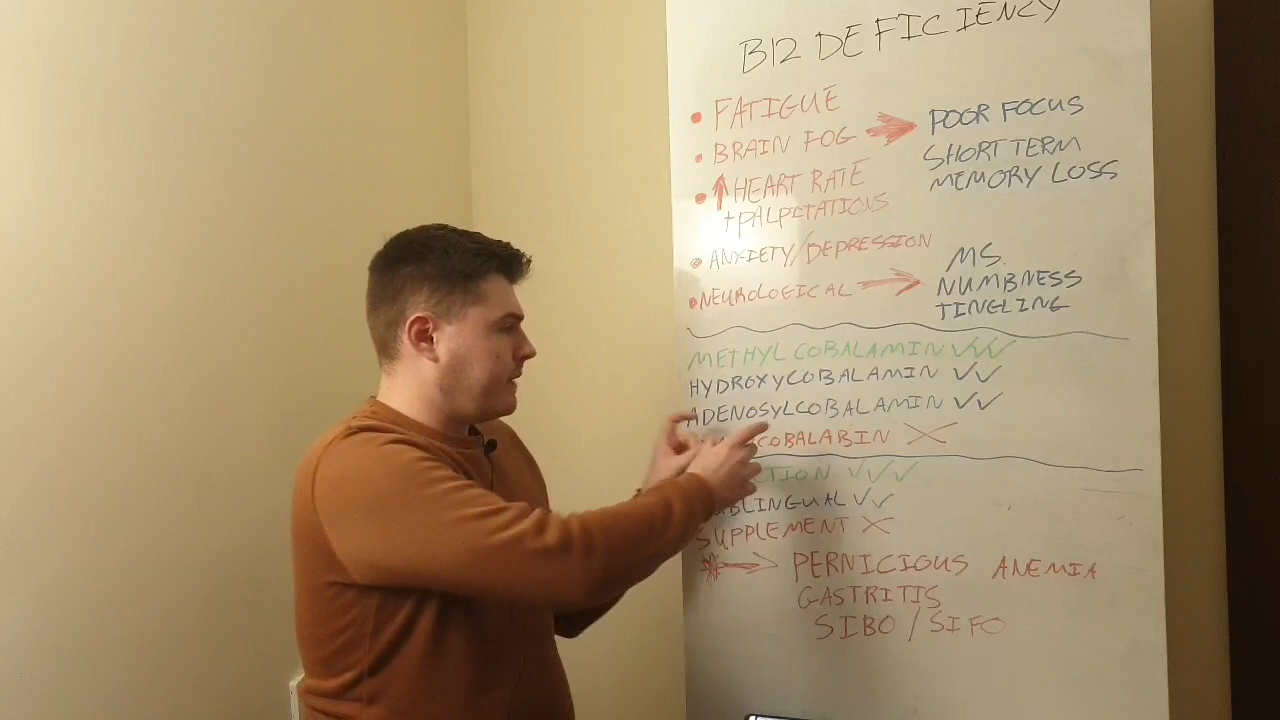 B12 DEFICIENCY
• FATIGUE
• BRAIN FOG → POOR FOCUS
SHORT TERM
MEMORY LOSS
• ↑ HEART RATE
+ PALPITATIONS
• ANXIETY/DEPRESSION
• NEUROLOGICAL → MS.
NUMBNESS
TINGLING
METHYLCOBALAMIN ✓✓✓
HYDROXYCOBALAMIN ✓✓
ADENOSYLCOBALAMIN ✓✓
COBALABIN X
✓✓✓
✓✓
SUPPLEMENT X
* → PERNICIOUS ANEMIA
GASTRITIS
SIBO / SIFO